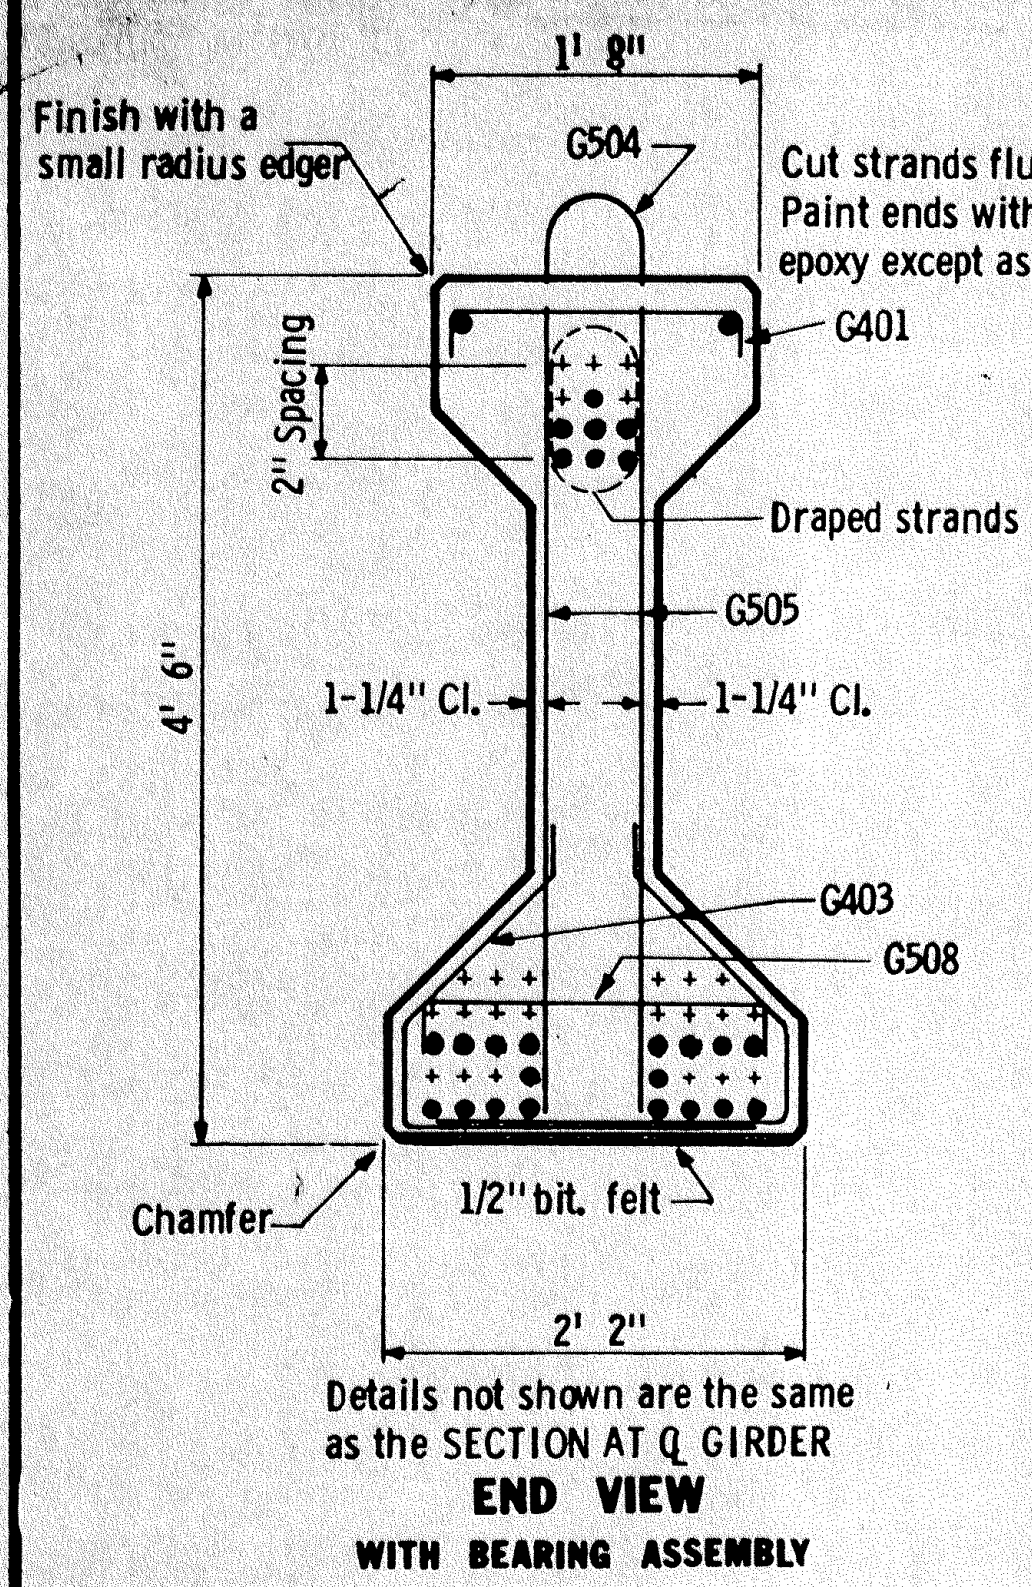 1' 8"
Finish with a
small radius edger
G504
Cut strands flu
Paint ends with
epoxy except as
G401
2" Spacing
Draped strands
G505
4' 6"
1-1/4" Cl.
1-1/4" Cl.
G403
G508
1/2" bit. felt
Chamfer
2' 2"
Details not shown are the same
as the SECTION AT ℄ GIRDER
END VIEW
WITH BEARING ASSEMBLY